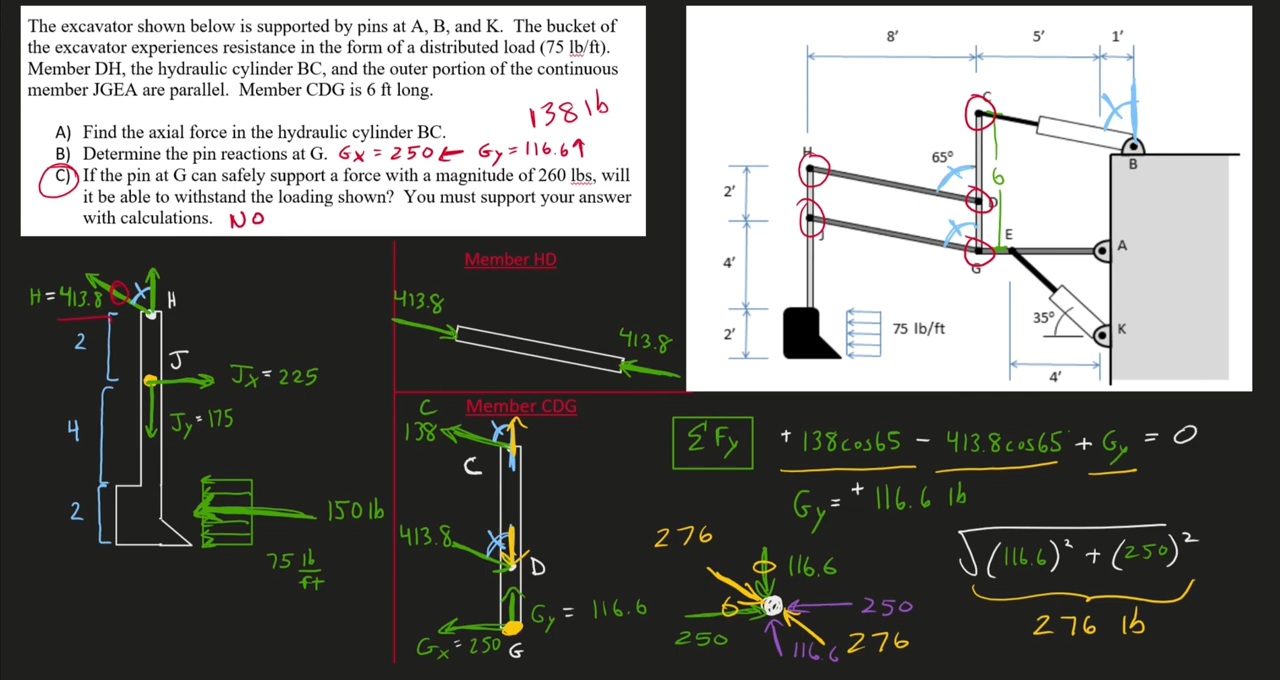 The excavator shown below is supported by pins at A, B, and K. The bucket of
the excavator experiences resistance in the form of a distributed load (75 lb/ft).
Member DH, the hydraulic cylinder BC, and the outer portion of the continuous
member JGEA are parallel. Member CDG is 6 ft long.
138 lb
A) Find the axial force in the hydraulic cylinder BC.
B) Determine the pin reactions at G. Gx = 250 ← Gy = 116.6 ↑
C) If the pin at G can safely support a force with a magnitude of 260 lbs, will
it be able to withstand the loading shown? You must support your answer
with calculations. NO
8'
5'
1'
C
B
H
65°
2'
6
D
J
E
A
G
4'
35°
K
2'
75 lb/ft
4'
H = 413.8
H
2
J
Jx = 225
Jy = 175
4
2
150 lb
75 lb
ft
Member HD
413.8
413.8
Member CDG
C
138
C
413.8
D
Gy = 116.6
Gx = 250
G
ΣFy
+ 138cos65 - 413.8cos65 + Gy = 0
Gy = + 116.6 lb
276
116.6
250
250
116.6
276
√(116.6)² + (250)²
276 lb